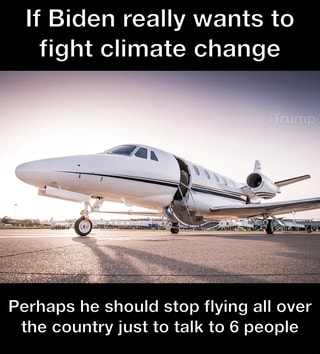 If Biden really wants to
fight climate change
iTrump
Perhaps he should stop flying all over
the country just to talk to 6 people